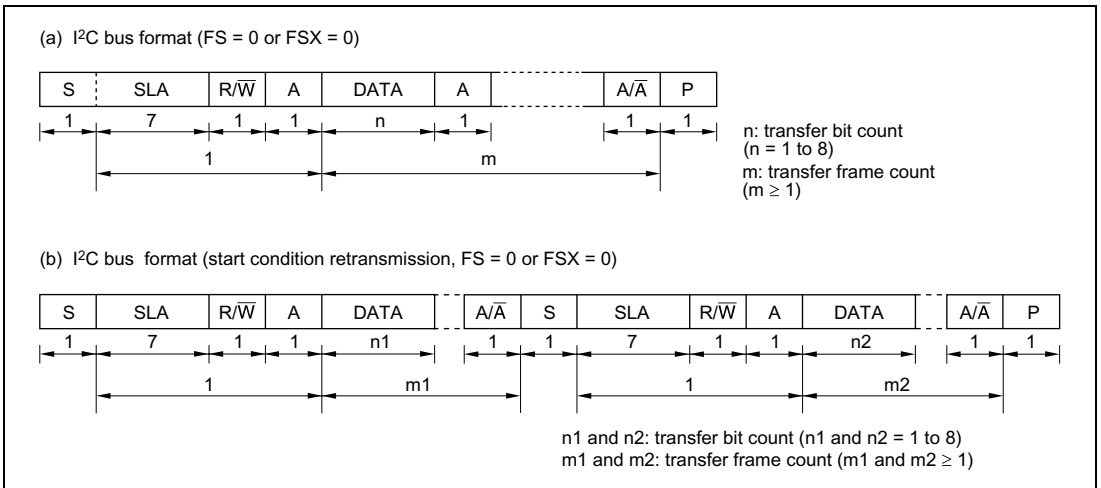 (a) I²C bus format (FS = 0 or FSX = 0)
S SLA R/W̅ A DATA A A/A̅ P
1 7 1 1 n 1 1 1
1 m
n: transfer bit count
(n = 1 to 8)
m: transfer frame count
(m ≥ 1)
(b) I²C bus format (start condition retransmission, FS = 0 or FSX = 0)
S SLA R/W̅ A DATA A/A̅ S SLA R/W̅ A DATA A/A̅ P
1 7 1 1 n1 1 1 7 1 1 n2 1 1
1 m1 1 m2
n1 and n2: transfer bit count (n1 and n2 = 1 to 8)
m1 and m2: transfer frame count (m1 and m2 ≥ 1)